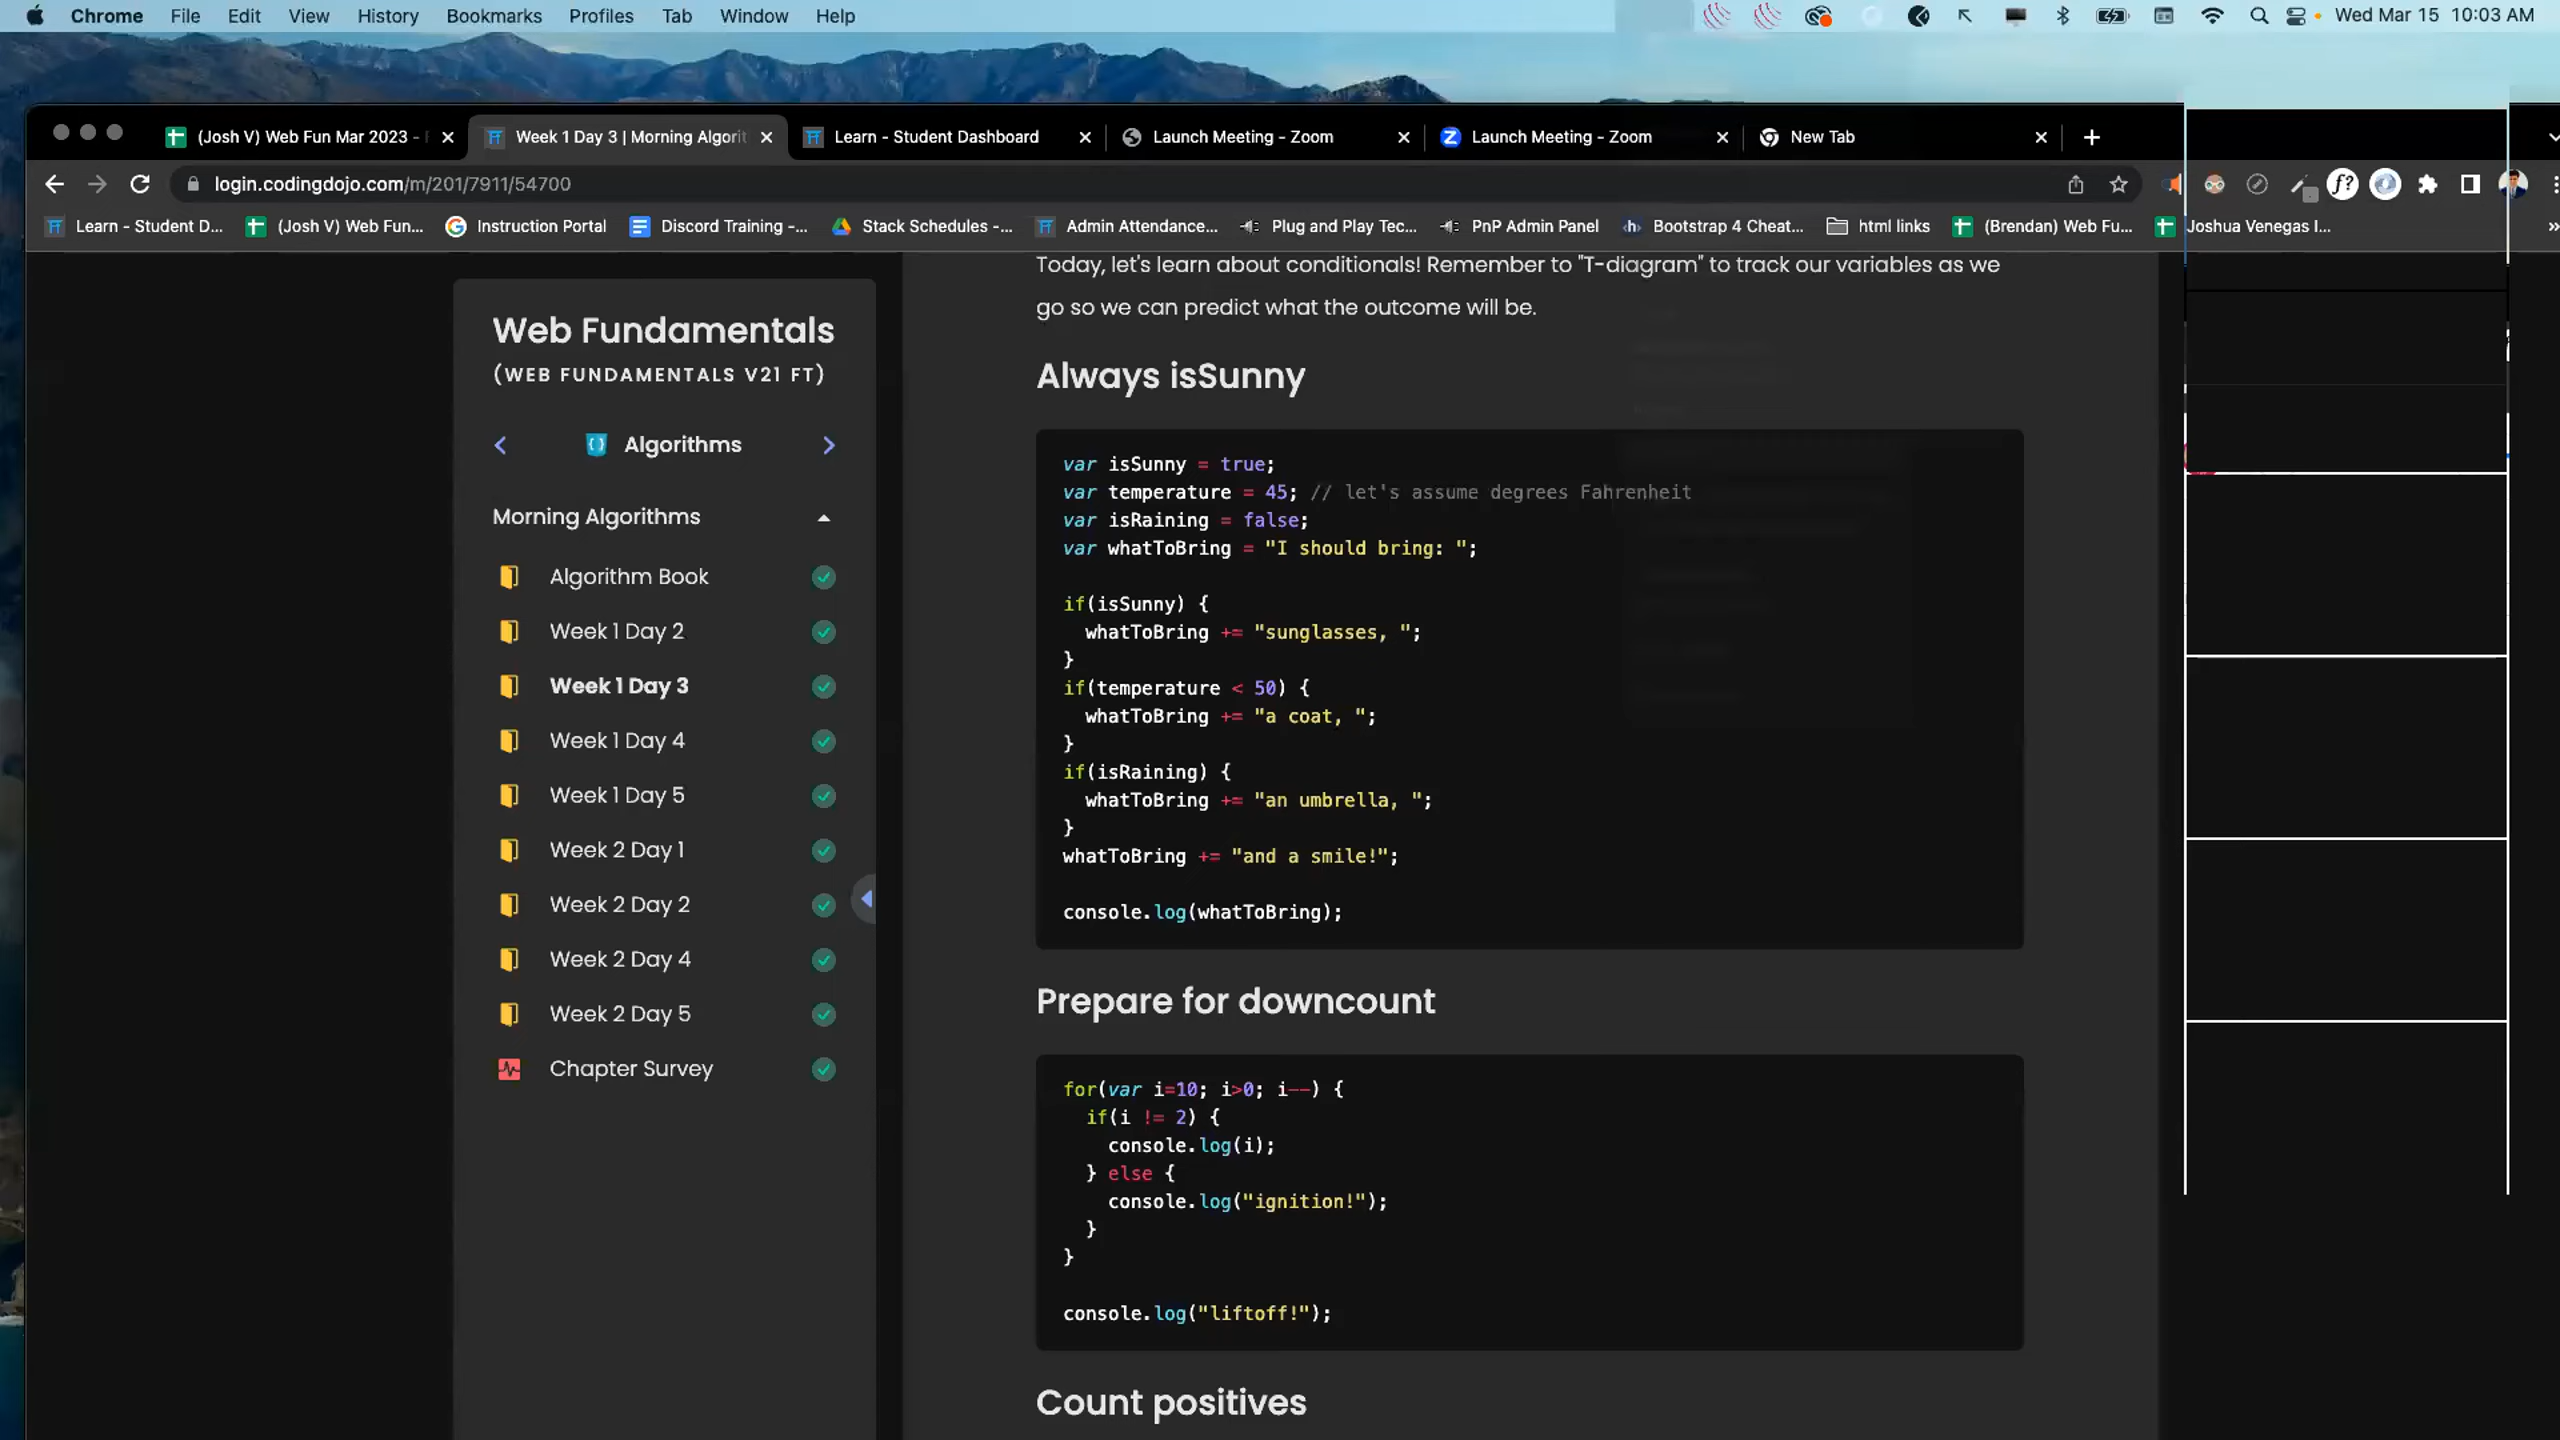 Chrome File Edit View History Bookmarks Profiles Tab Window Help Wed Mar 15 10:03 AM
(Josh V) Web Fun Mar 2023 - Week 1 Day 3 | Morning Algorit Learn - Student Dashboard Launch Meeting - Zoom Launch Meeting - Zoom New Tab
login.codingdojo.com/m/201/7911/54700
Learn - Student D... (Josh V) Web Fun... Instruction Portal Discord Training -... Stack Schedules -... Admin Attendance... Plug and Play Tec... PnP Admin Panel Bootstrap 4 Cheat... html links (Brendan) Web Fu... Joshua Venegas I...
Web Fundamentals
(WEB FUNDAMENTALS V21 FT)
Algorithms
Morning Algorithms
Algorithm Book
Week 1 Day 2
Week 1 Day 3
Week 1 Day 4
Week 1 Day 5
Week 2 Day 1
Week 2 Day 2
Week 2 Day 4
Week 2 Day 5
Chapter Survey
Today, let's learn about conditionals! Remember to "T-diagram" to track our variables as we
go so we can predict what the outcome will be.
Always isSunny
var isSunny = true;
var temperature = 45; // let's assume degrees Fahrenheit
var isRaining = false;
var whatToBring = "I should bring: ";
if(isSunny) {
whatToBring += "sunglasses, ";
}
if(temperature < 50) {
whatToBring += "a coat, ";
}
if(isRaining) {
whatToBring += "an umbrella, ";
}
whatToBring += "and a smile!";
console.log(whatToBring);
Prepare for downcount
for(var i=10; i>0; i--) {
if(i != 2) {
console.log(i);
} else {
console.log("ignition!");
}
}
console.log("liftoff!");
Count positives